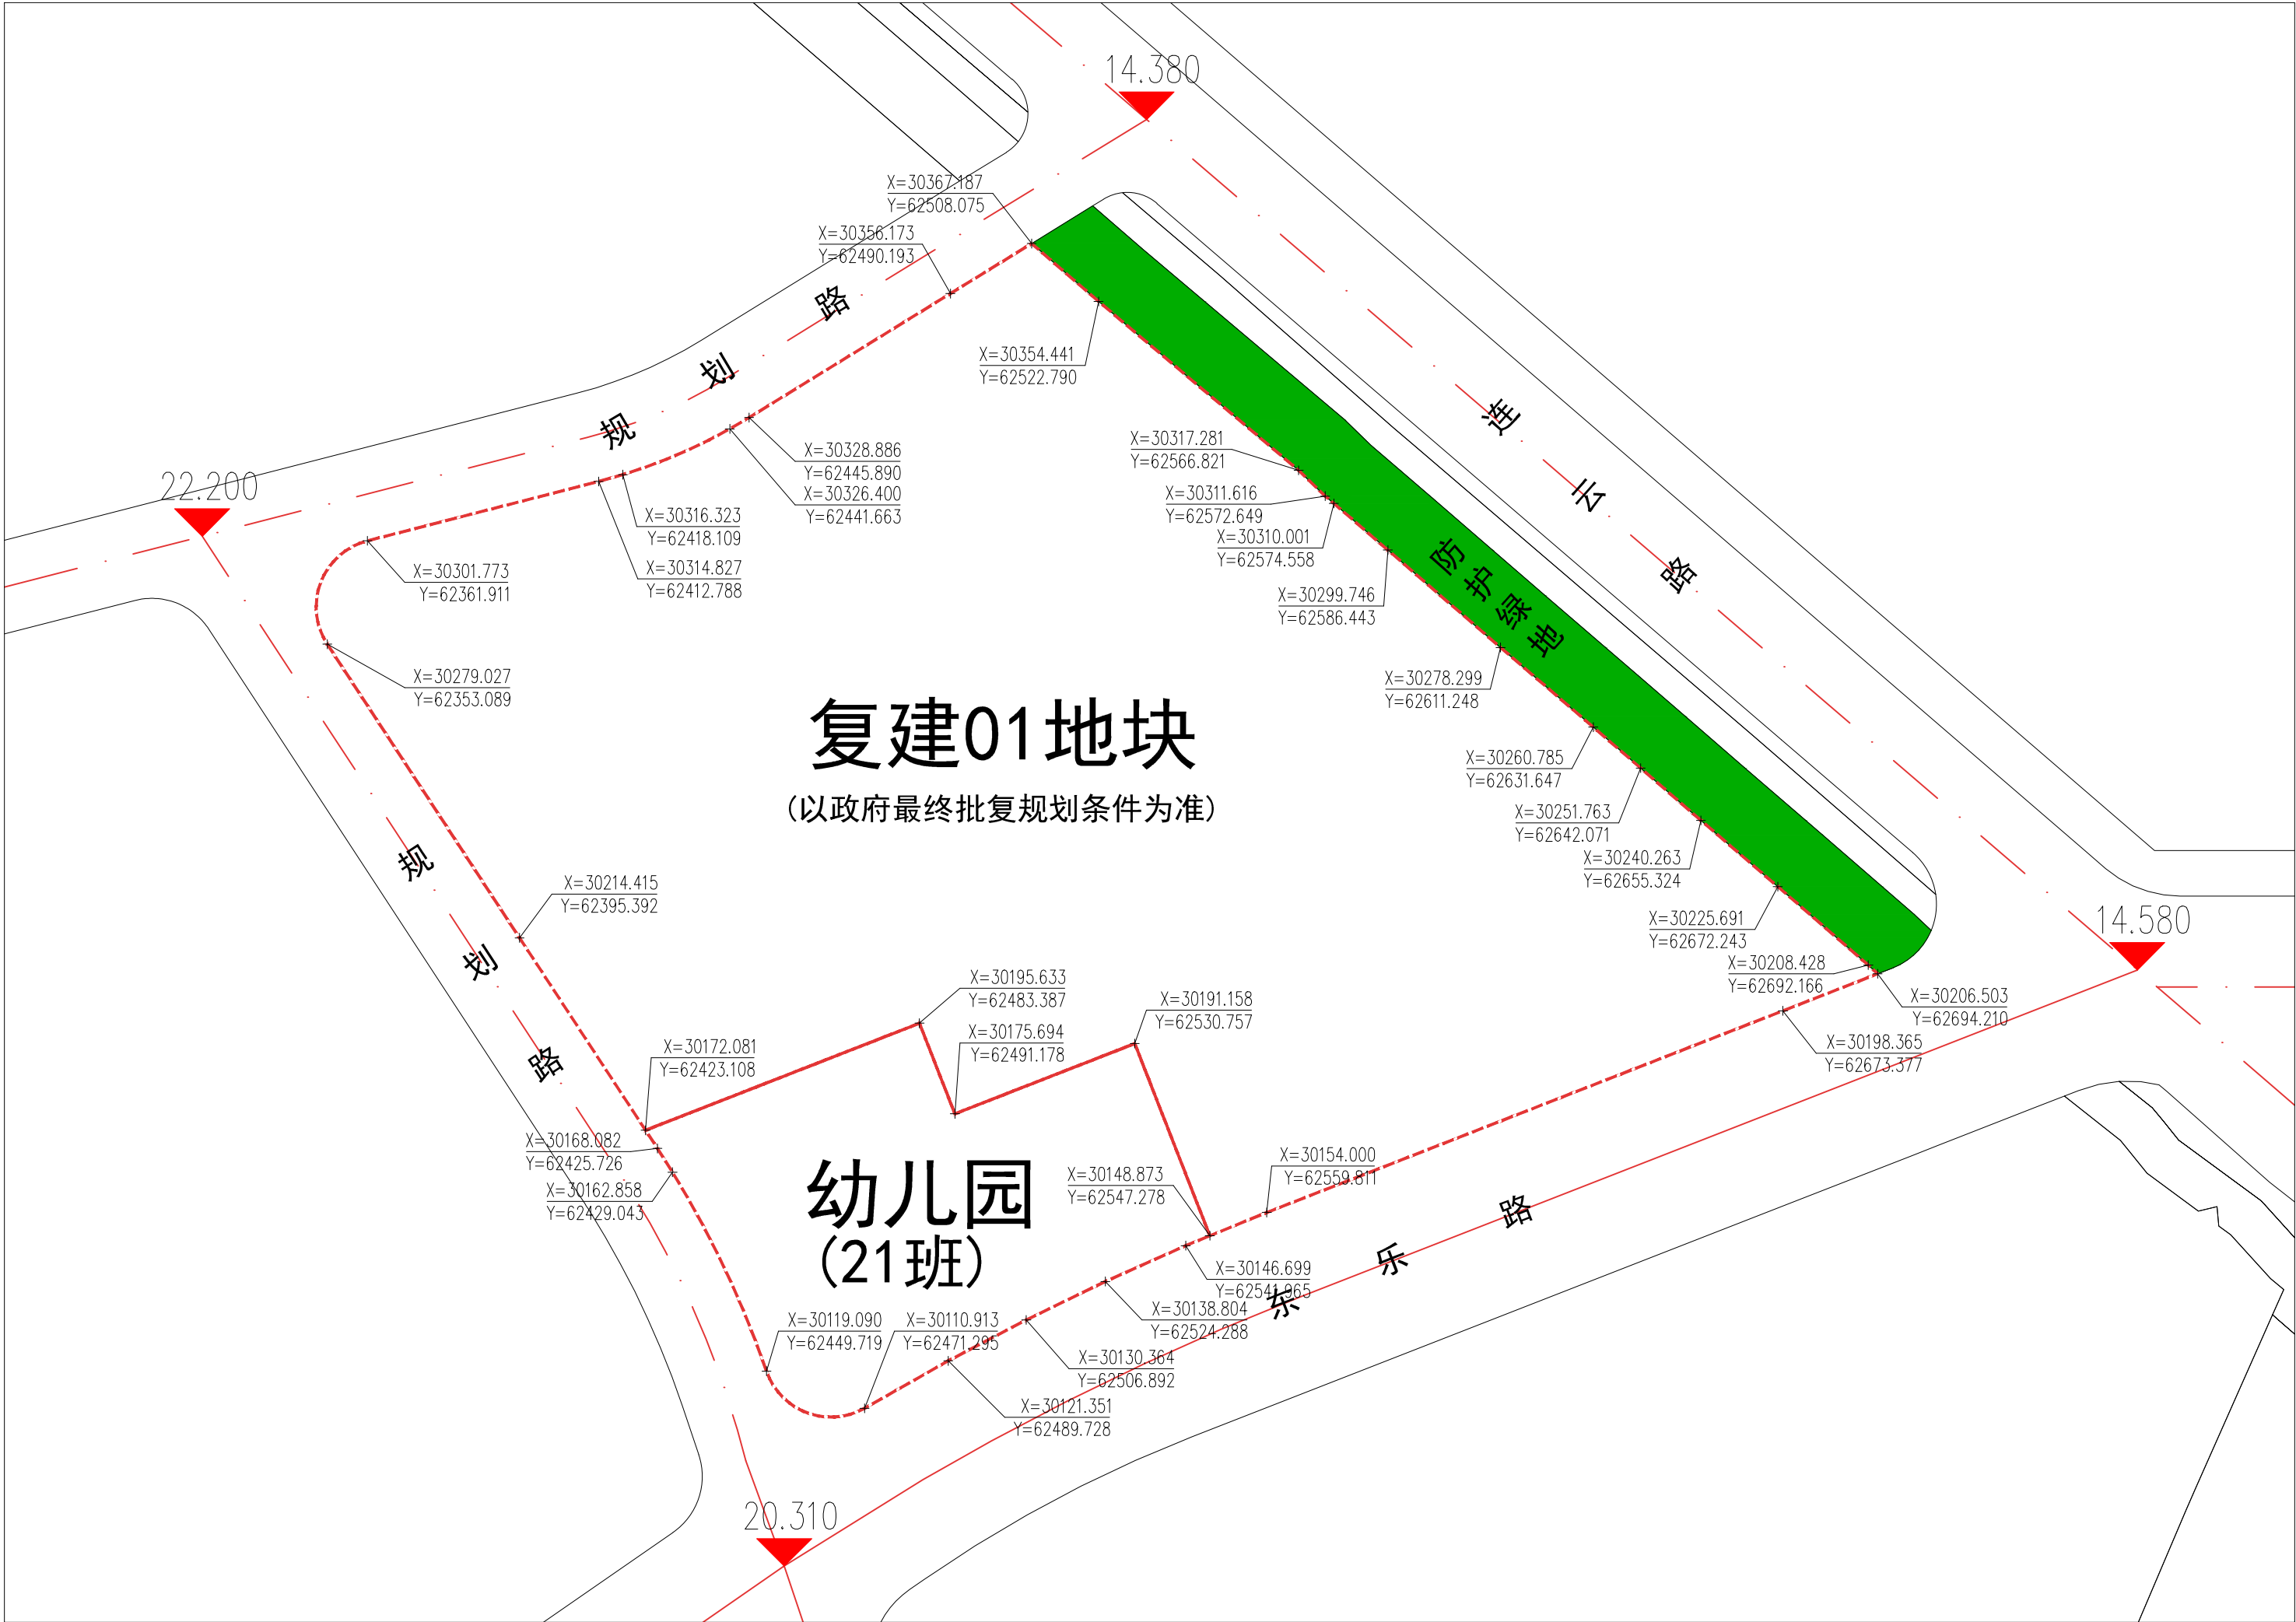 14.380
X=30367.187
Y=62508.075
X=30356.173
Y=62490.193
规划路
X=30354.441
Y=62522.790
连云路
X=30328.886
Y=62445.890
X=30326.400
Y=62441.663
X=30317.281
Y=62566.821
X=30311.616
Y=62572.649
X=30310.001
Y=62574.558
22.200
X=30316.323
Y=62418.109
X=30314.827
Y=62412.788
X=30301.773
Y=62361.911
X=30299.746
Y=62586.443
防护绿地
X=30279.027
Y=62353.089
X=30278.299
Y=62611.248
复建01地块
(以政府最终批复规划条件为准)
X=30260.785
Y=62631.647
X=30251.763
Y=62642.071
X=30240.263
Y=62655.324
规划路
X=30214.415
Y=62395.392
X=30225.691
Y=62672.243
14.580
X=30208.428
Y=62692.166
X=30206.503
Y=62694.210
X=30198.365
Y=62673.377
X=30195.633
Y=62483.387
X=30191.158
Y=62530.757
X=30175.694
Y=62491.178
X=30172.081
Y=62423.108
X=30168.082
Y=62425.726
X=30162.858
Y=62429.043
幼儿园
(21班)
X=30154.000
Y=62559.811
X=30148.873
Y=62547.278
X=30146.699
Y=62541.965
东乐路
X=30138.804
Y=62524.288
X=30119.090
Y=62449.719
X=30110.913
Y=62471.295
X=30130.364
Y=62506.892
X=30121.351
Y=62489.728
20.310